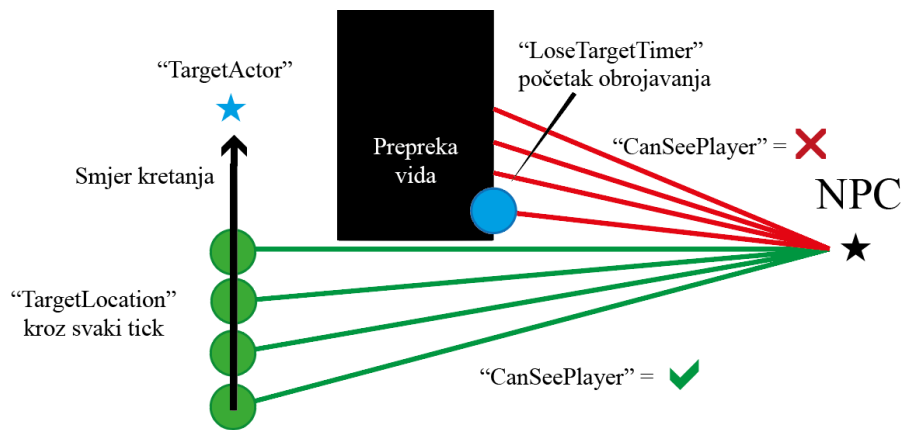 “LoseTargetTimer”
početak obrojavanja
“TargetActor”
Prepreka
vida
“CanSeePlayer” =
Smjer kretanja
NPC
“TargetLocation”
kroz svaki tick
“CanSeePlayer” =